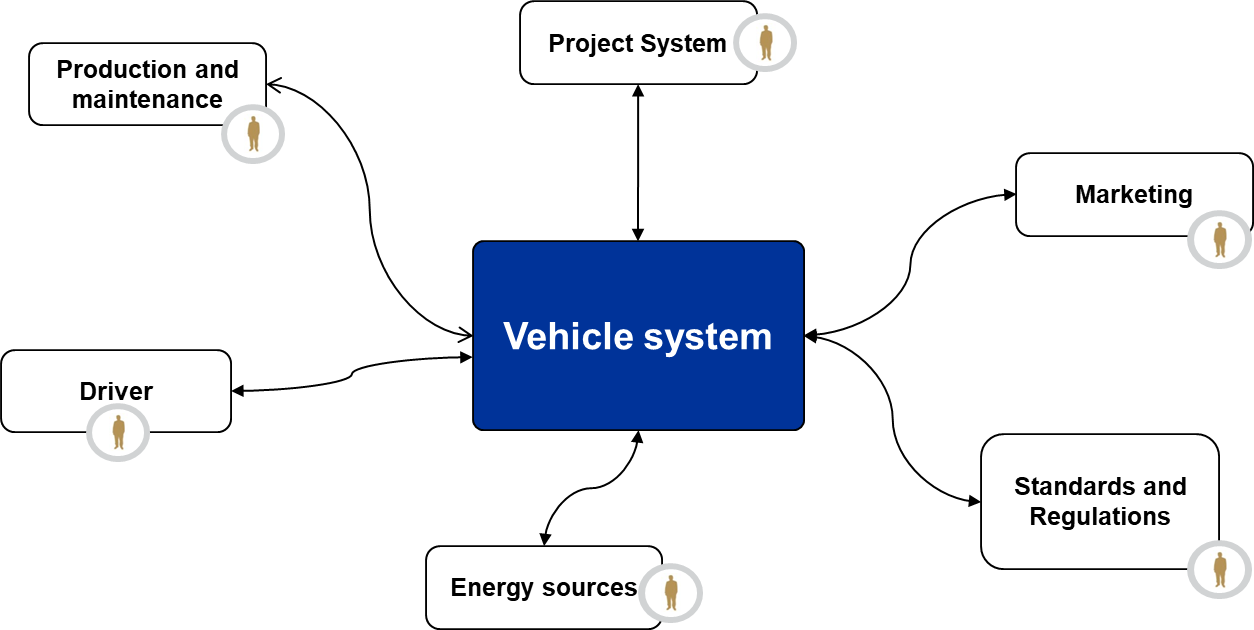 Project System
Production and
maintenance
Marketing
Vehicle system
Driver
Standards and
Regulations
Energy sources